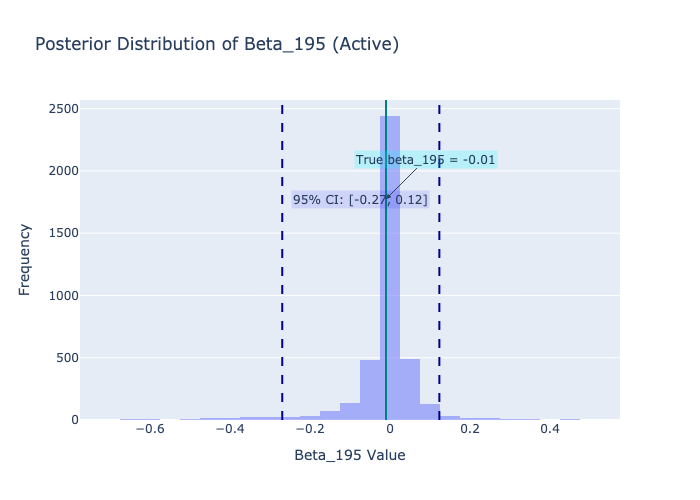 Posterior Distribution of Beta_195 (Active)
2500
True beta_195 = -0.01
2000
95% CI: [-0.27, 0.12]
1500
Frequency
1000
500
0
−0.6 −0.4 −0.2 0 0.2 0.4
Beta_195 Value